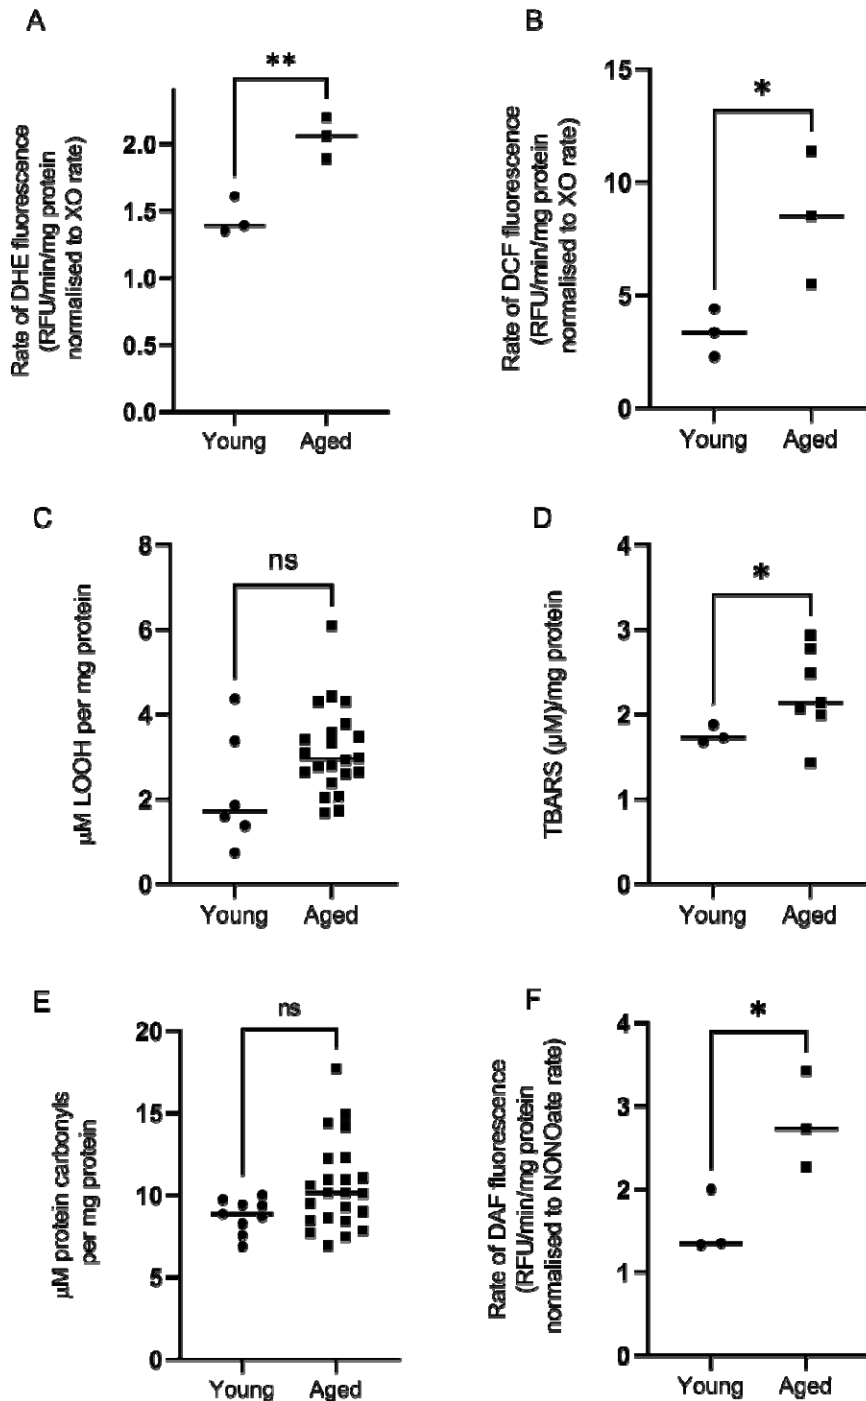 A
Rate of DHE fluorescence
(RFU/min/mg protein
normalised to XO rate)
**
2.0
1.5
1.0
0.5
0.0
Young Aged
B
Rate of DCF fluorescence
(RFU/min/mg protein
normalised to XO rate)
*
15
10
5
0
Young Aged
C
µM LOOH per mg protein
ns
8
6
4
2
0
Young Aged
D
TBARS (µM)/mg protein
*
4
3
2
1
0
Young Aged
E
µM protein carbonyls
per mg protein
ns
20
15
10
5
0
Young Aged
F
Rate of DAF fluorescence
(RFU/min/mg protein
normalised to NONOate rate)
*
4
3
2
1
0
Young Aged